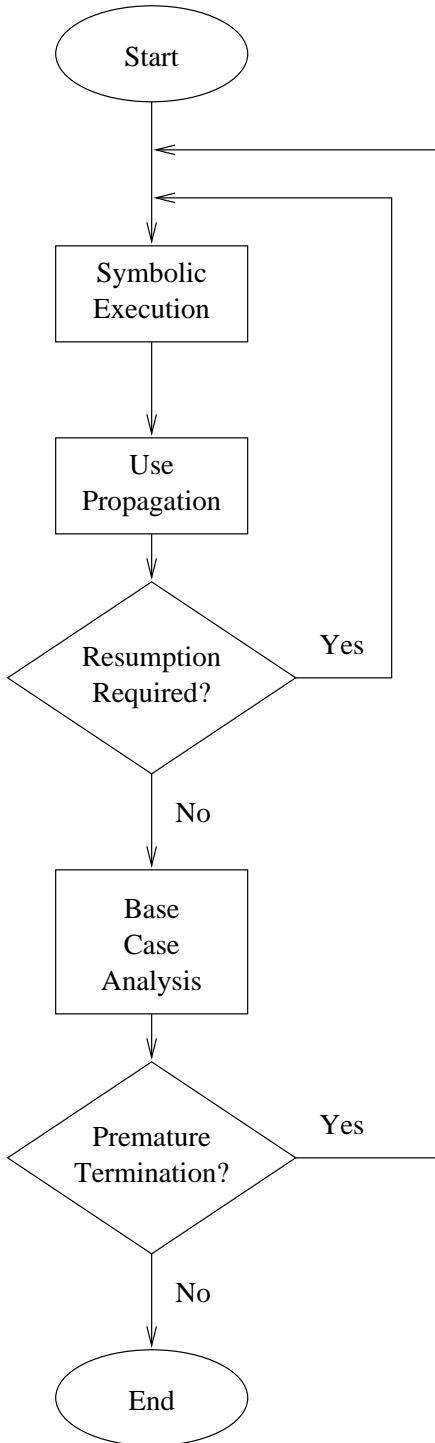 Start
Symbolic
Execution
Use
Propagation
Resumption
Required?
Yes
No
Base
Case
Analysis
Premature
Termination?
Yes
No
End